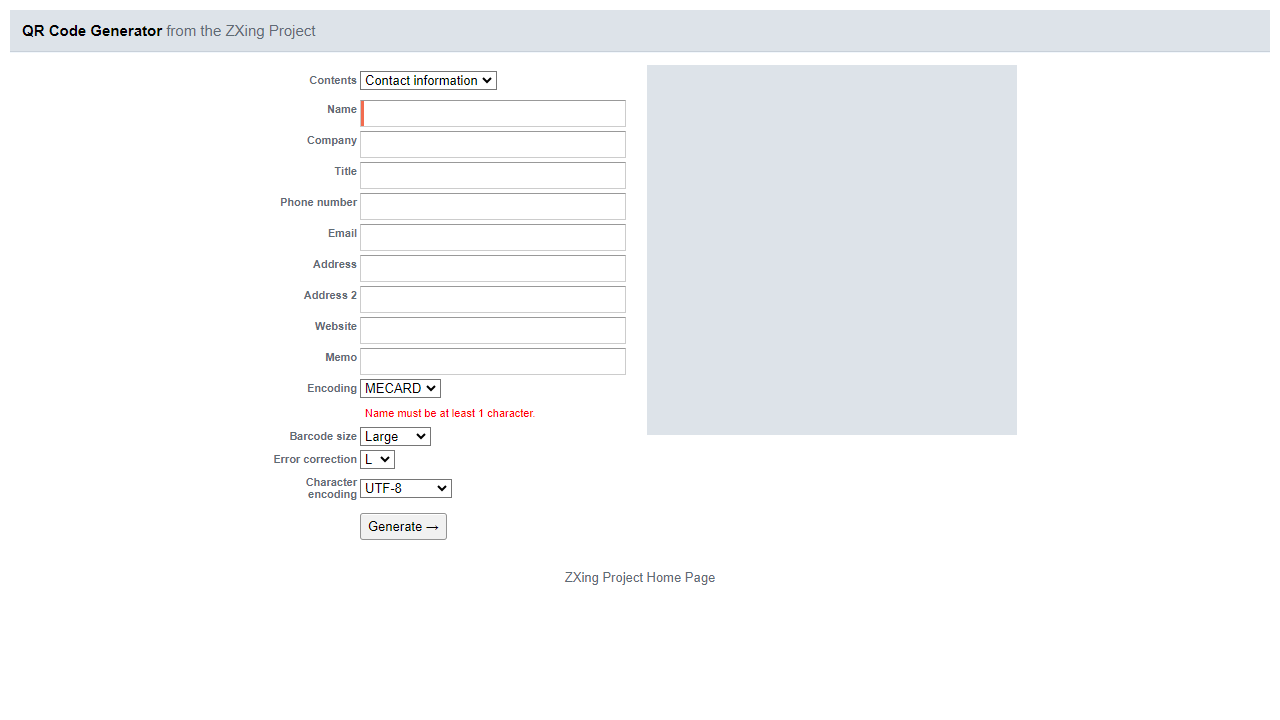 QR Code Generator from the ZXing Project
Contents Contact information
Name
Company
Title
Phone number
Email
Address
Address 2
Website
Memo
Encoding MECARD
Name must be at least 1 character.
Barcode size Large
Error correction L
Character
encoding UTF-8
Generate →
ZXing Project Home Page